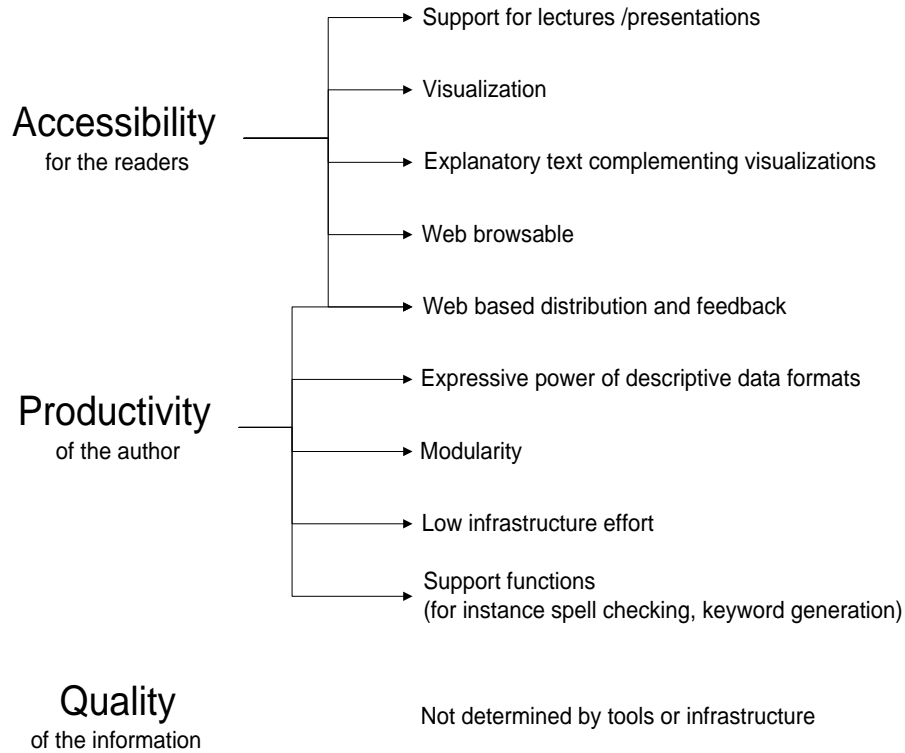 Support for lectures /presentations
Visualization
Accessibility
for the readers
Explanatory text complementing visualizations
Web browsable
Web based distribution and feedback
Expressive power of descriptive data formats
Productivity
of the author
Modularity
Low infrastructure effort
Support functions
(for instance spell checking, keyword generation)
Quality
of the information
Not determined by tools or infrastructure